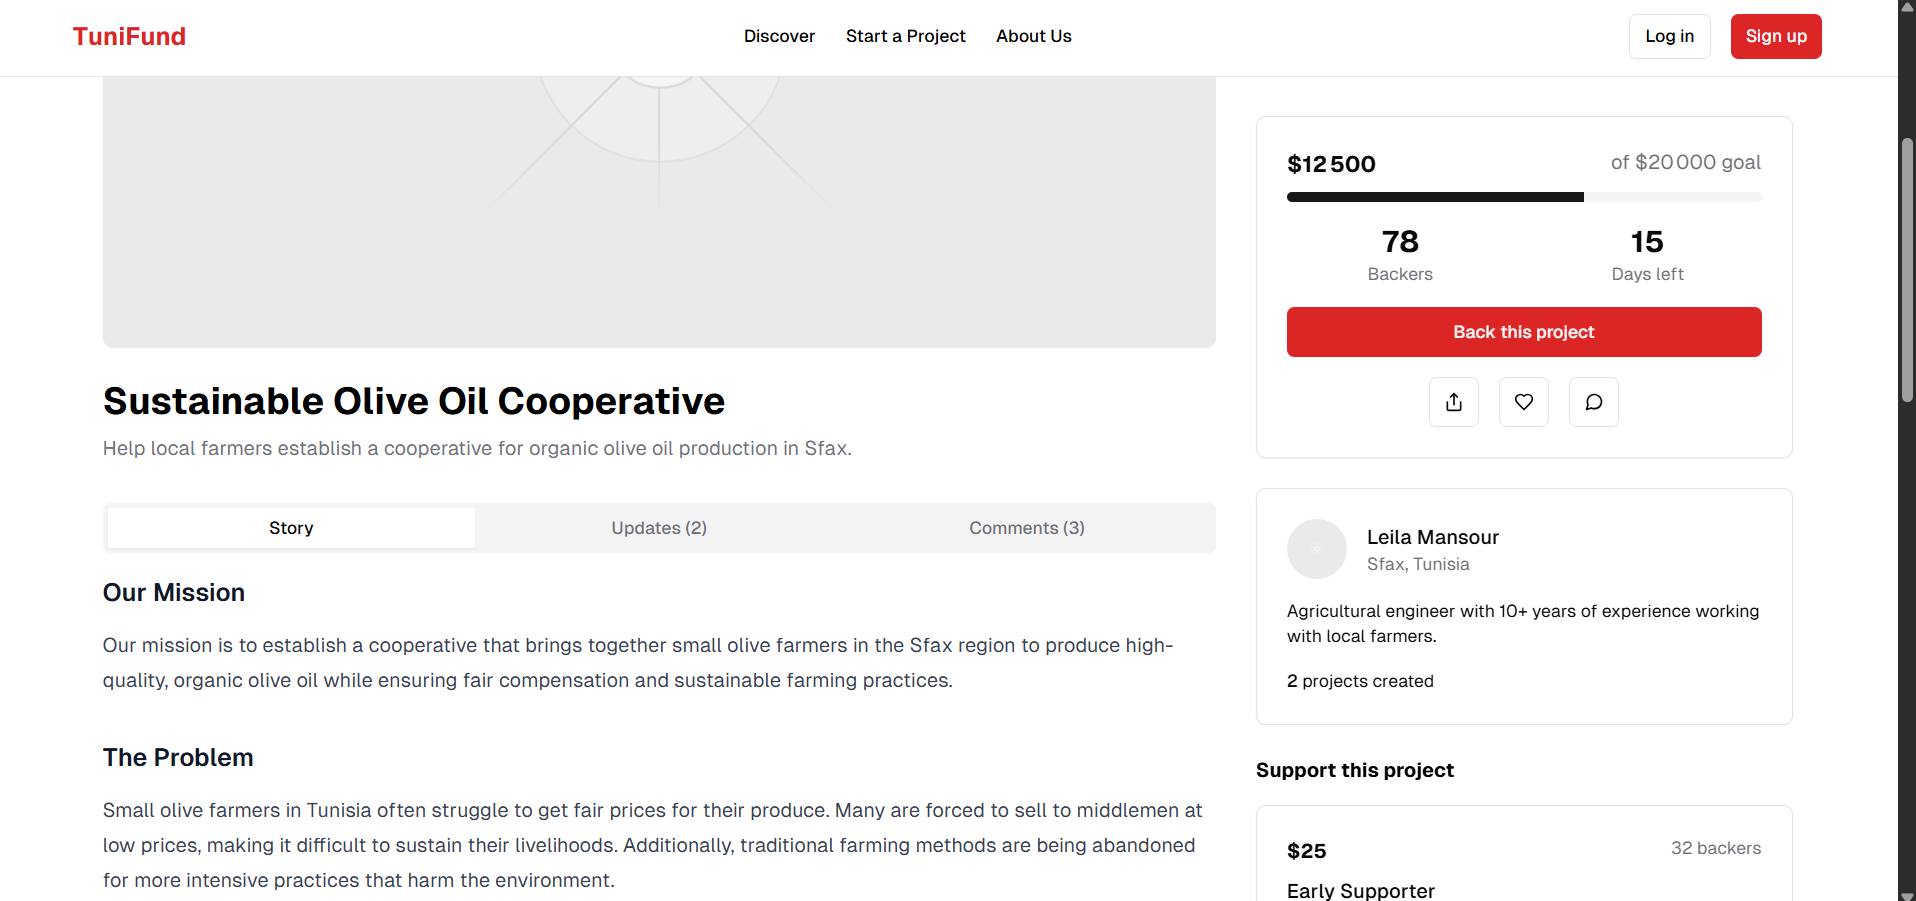 TuniFund
Discover
Start a Project
About Us
Log in
Sign up
Sustainable Olive Oil Cooperative
Help local farmers establish a cooperative for organic olive oil production in Sfax.
Story
Updates (2)
Comments (3)
Our Mission
Our mission is to establish a cooperative that brings together small olive farmers in the Sfax region to produce high-
quality, organic olive oil while ensuring fair compensation and sustainable farming practices.
The Problem
Small olive farmers in Tunisia often struggle to get fair prices for their produce. Many are forced to sell to middlemen at
low prices, making it difficult to sustain their livelihoods. Additionally, traditional farming methods are being abandoned
for more intensive practices that harm the environment.
$12 500
of $20 000 goal
78
Backers
15
Days left
Back this project
Leila Mansour
Sfax, Tunisia
Agricultural engineer with 10+ years of experience working
with local farmers.
2 projects created
Support this project
$25
32 backers
Early Supporter